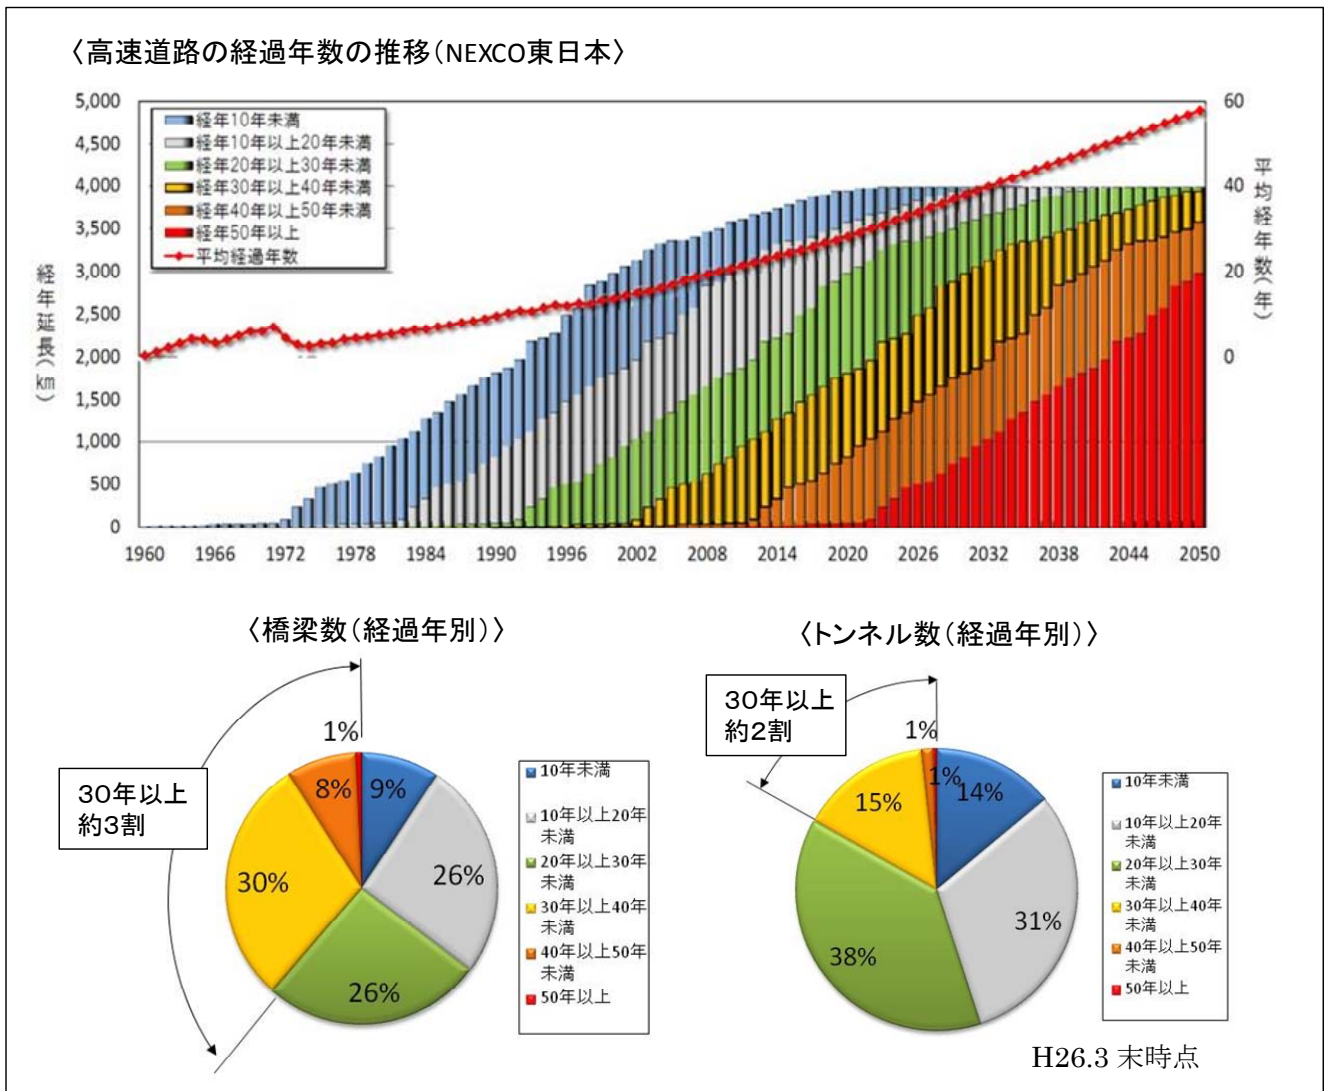 〈高速道路の経過年数の推移（NEXCO東日本〉
5,000
4,500
4,000
3,500
3,000
2,500
2,000
1,500
1,000
500
0
経年延長（㎞）
経年10年未満
経年10年以上20年未満
経年20年以上30年未満
経年30年以上40年未満
経年40年以上50年未満
経年50年以上
平均経過年数
60
40
20
0
平均経年数（年）
1960 1966 1972 1978 1984 1990 1996 2002 2008 2014 2020 2026 2032 2038 2044 2050
〈橋梁数（経過年別）〉
30年以上
約3割
1%
8%
9%
30%
26%
26%
10年未満
10年以上20年
未満
20年以上30年
未満
30年以上40年
未満
40年以上50年
未満
50年以上
〈トンネル数（経過年別）〉
30年以上
約2割
1%
1%
14%
15%
31%
38%
10年未満
10年以上20年
未満
20年以上30年
未満
30年以上40年
未満
40年以上50年
未満
50年以上
H26.3 末時点